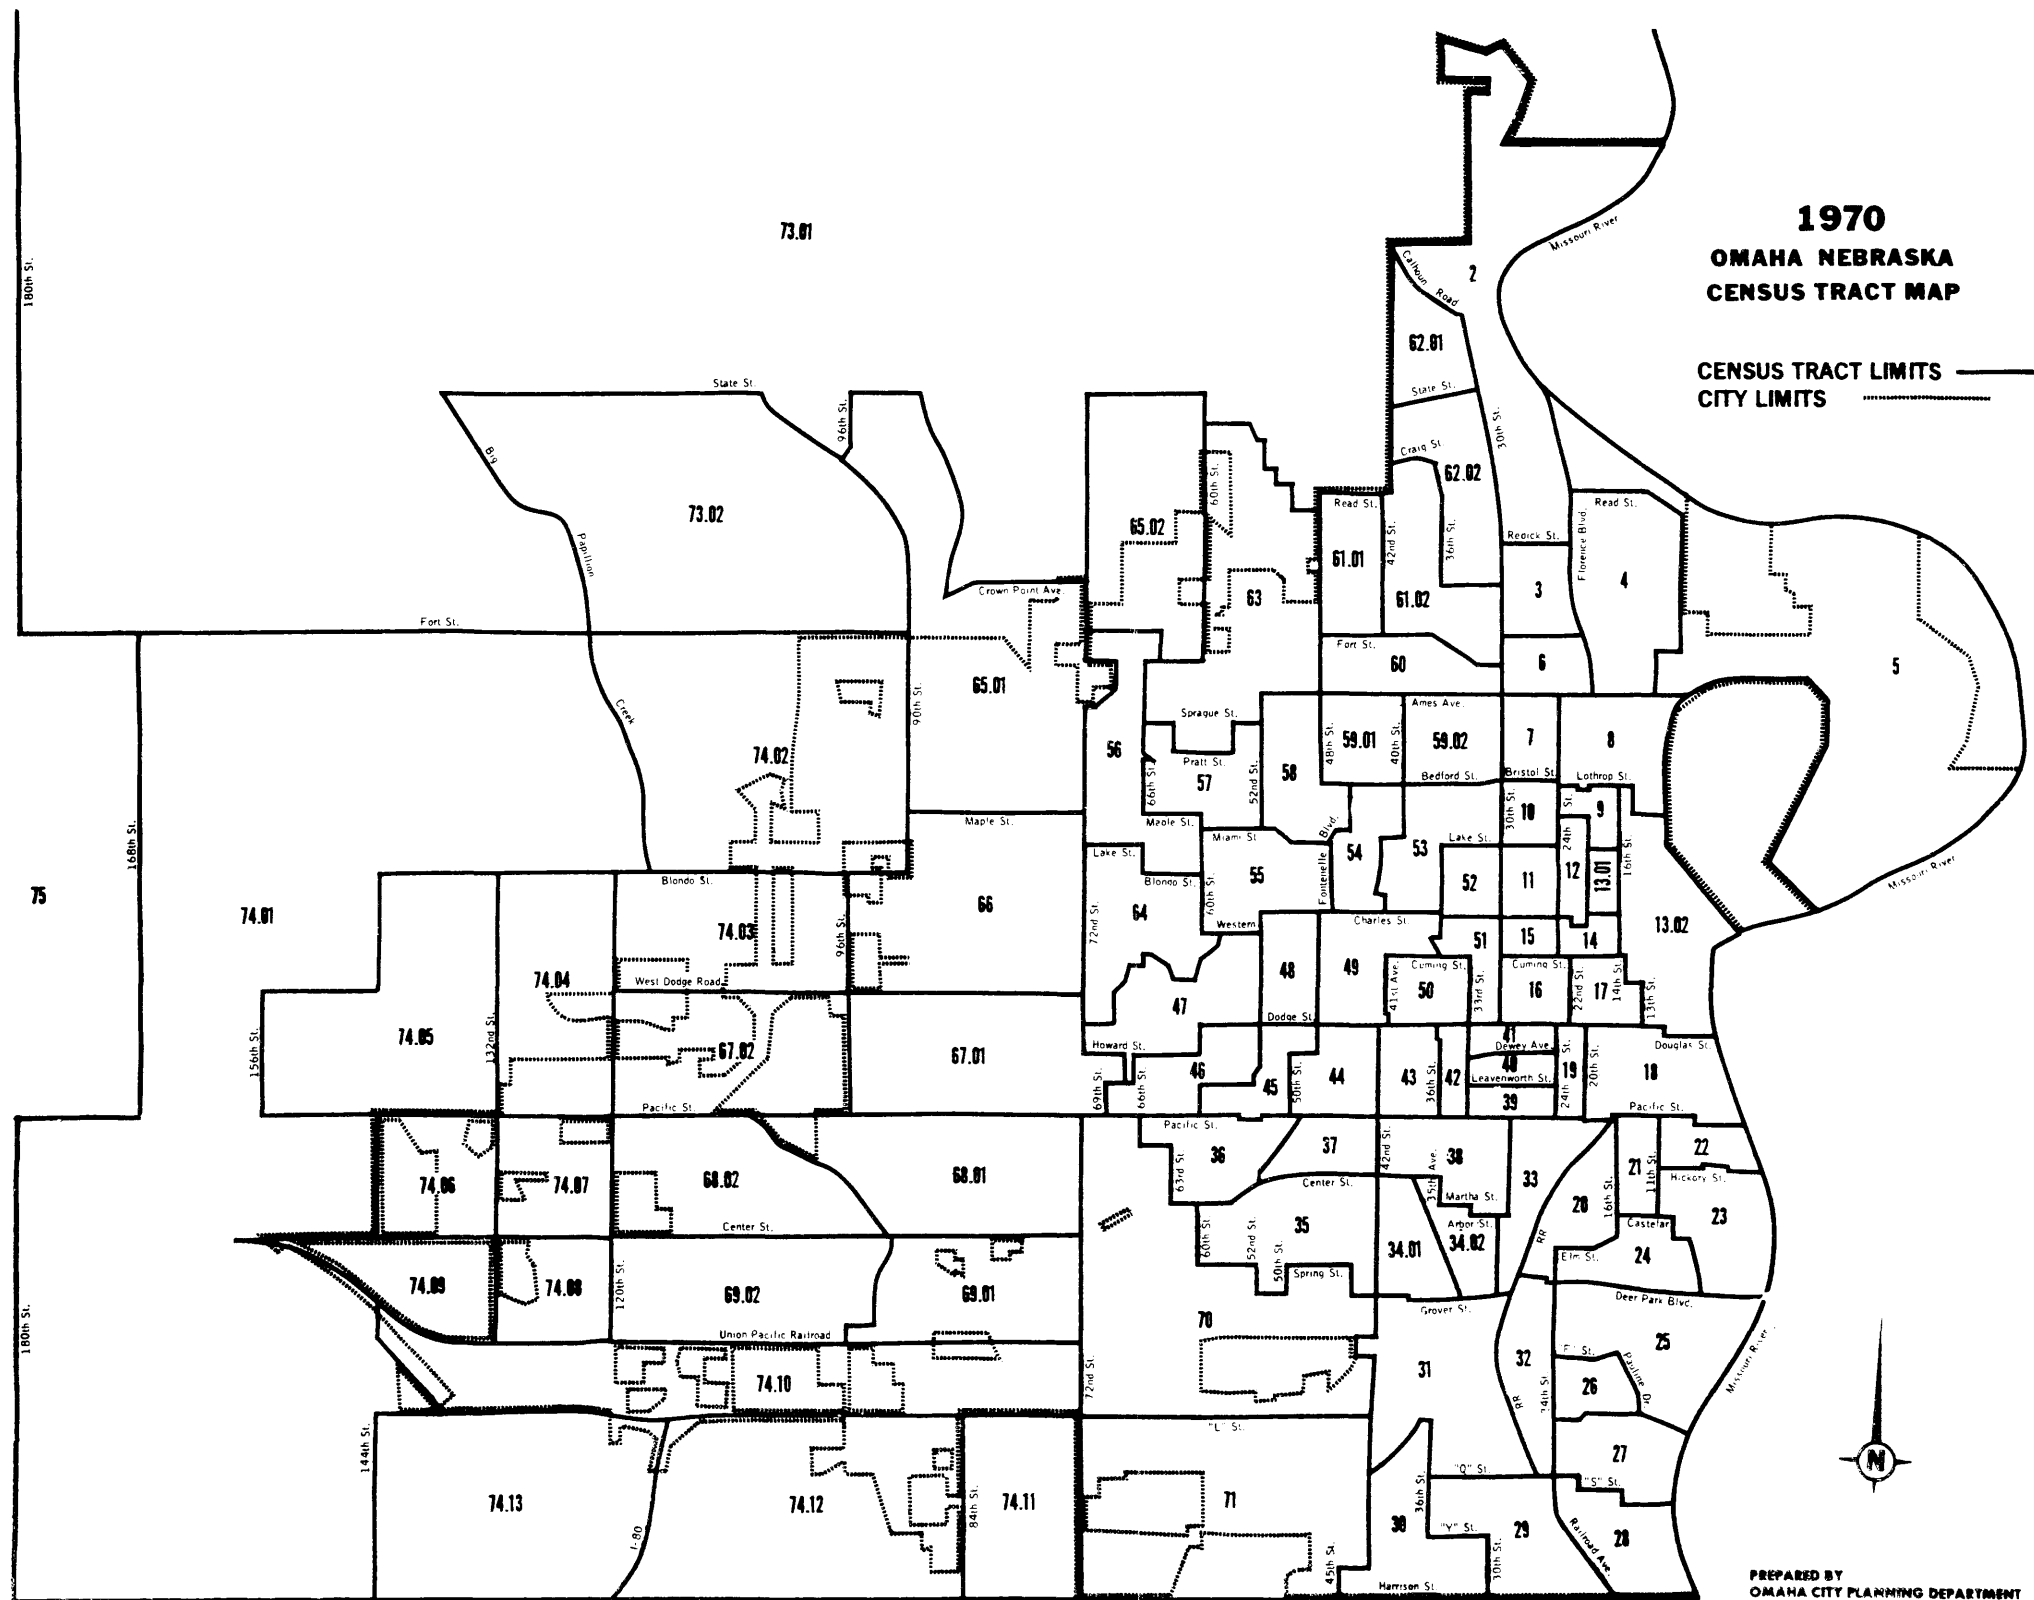 1970
OMAHA NEBRASKA
CENSUS TRACT MAP
CENSUS TRACT LIMITS
CITY LIMITS
73.01
180th St.
Missouri River
Calhoun Road
2
62.01
State St.
State St.
96th St.
30th St.
Big
Papillion
Creek
Craig St.
62.02
73.02
65.02
60th St.
Read St.
Read St.
42nd St.
36th St.
Redick St.
Florence Blvd.
61.01
61.02
3
4
63
Crown Point Ave.
Fort St.
Fort St.
60
6
5
65.01
90th St.
Sprague St.
Ames Ave.
74.02
56
66th St.
Pratt St.
57
52nd St.
58
48th St.
59.01
40th St.
59.02
7
8
Bedford St.
Bristol St.
Lothrop St.
168th St.
Maple St.
Maple St.
Miami St
Blvd.
Fontenelle
54
53
Lake St.
30th St.
10
24th St.
9
16th St.
Lake St.
Blondo St.
Blondo St.
60th St.
55
52
11
12
13.01
Missouri River
75
74.01
66
64
72nd St.
Western
Charles St.
13.02
74.03
96th St.
51
15
14
74.04
West Dodge Road
48
49
Cuming St.
Cuming St.
41st Ave.
50
33rd St.
16
22nd St.
17
14th St.
13th St.
47
Dodge St.
156th St.
74.05
132nd St.
67.02
67.01
Howard St.
41
Dewey Ave.
40
Leavenworth St.
39
Douglas St.
69th St.
66th St.
46
45
50th St.
44
43
36th St.
42
24th St.
19
20th St.
18
Pacific St.
Pacific St.
Pacific St.
74.06
74.07
68.02
68.01
63rd St.
36
37
42nd St.
38
35th Ave.
33
21
11th St.
22
Hickory St.
Center St.
Center St.
Martha St.
20
16th St.
23
Castelar
60th St.
52nd St.
35
50th St.
34.01
Arbor St.
34.02
RR
Elm St.
24
74.09
74.08
120th St.
69.02
69.01
Spring St.
Grover St.
Deer Park Blvd.
180th St.
Union Pacific Railroad
70
31
32
25
Missouri River
74.10
72nd St.
RR
24th St
"F" St.
Pauline
26
144th St.
"L" St.
27
"Q" St.
"S" St.
74.13
74.12
84th St.
74.11
71
36th St.
30
"Y" St.
29
28
I-80
45th St.
30th St.
Railroad Ave.
Harrison St.
N
PREPARED BY
OMAHA CITY PLANNING DEPARTMENT